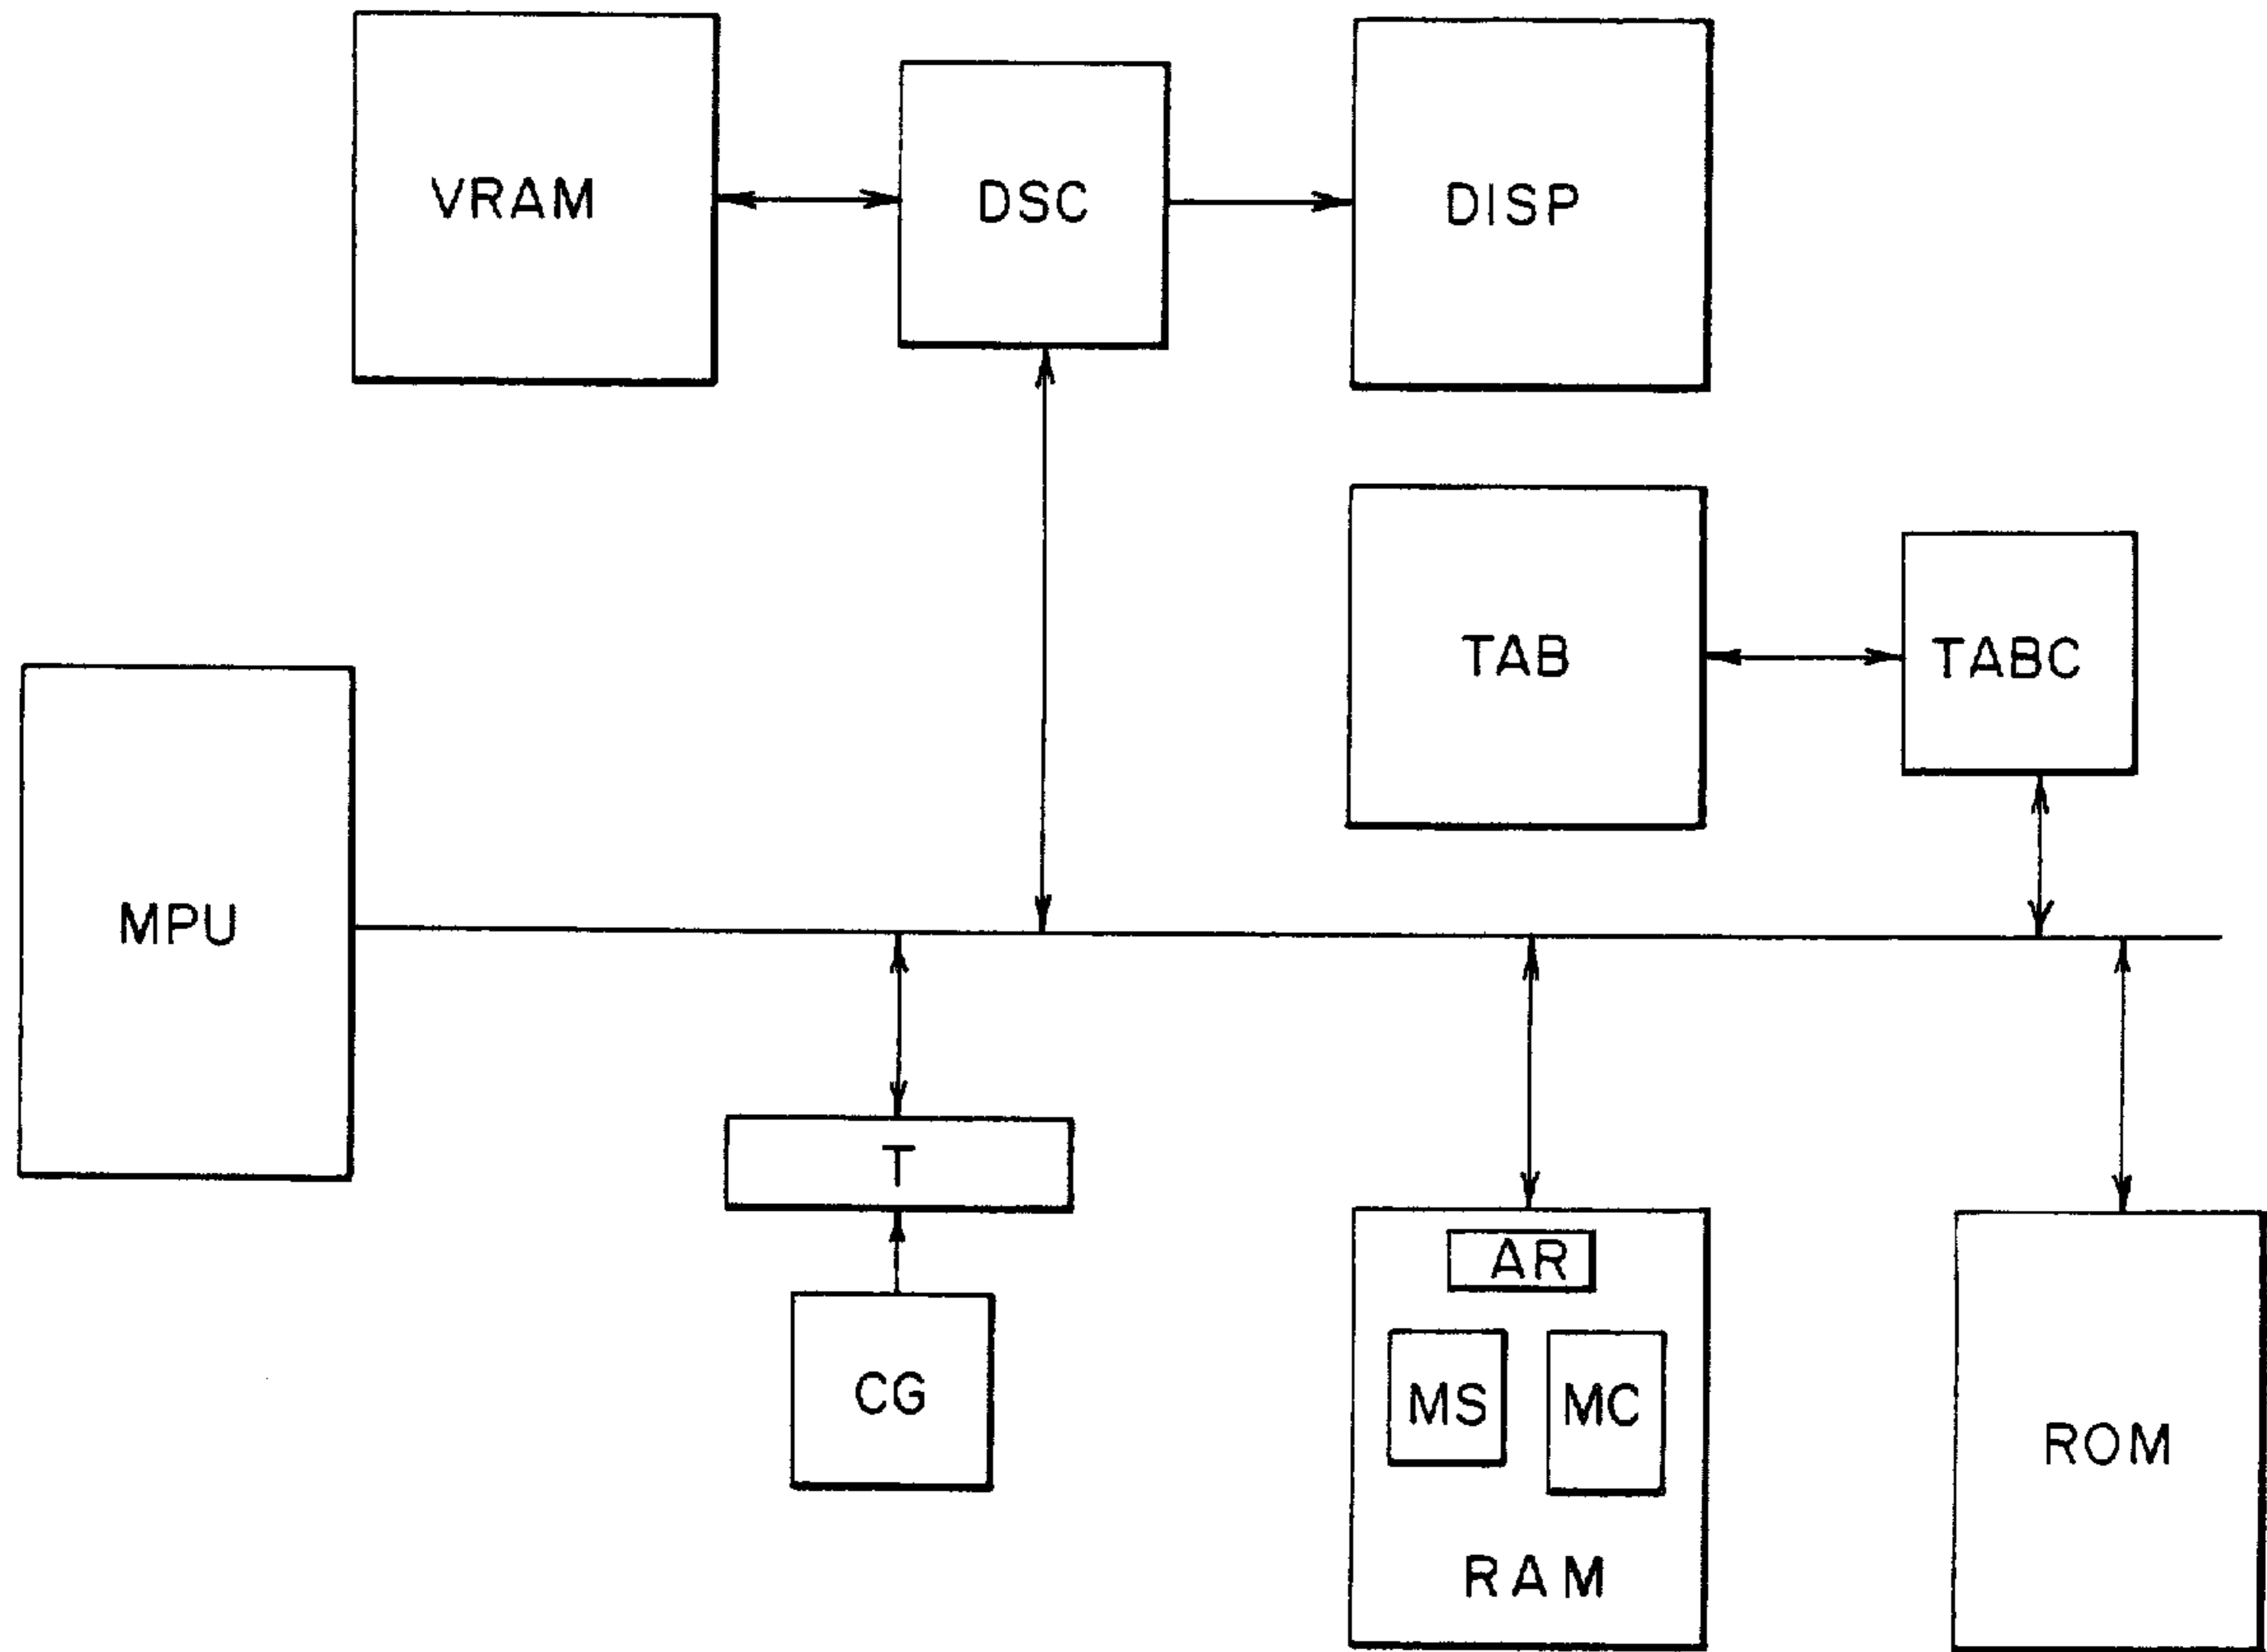 VRAM
DSC
DISP
TAB
TABC
MPU
T
AR
CG
MS
MC
ROM
RAM